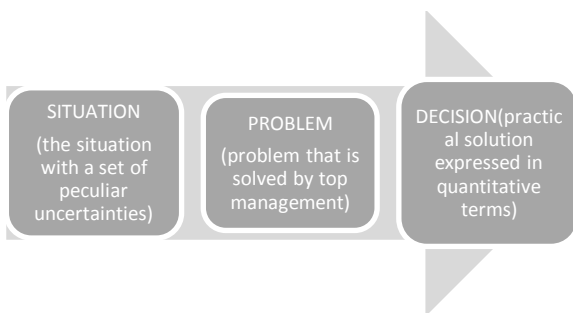 SITUATION
(the situation
with a set of
peculiar
uncertainties)
PROBLEM
(problem that is
solved by top
management)
DECISION(practic
al solution
expressed in
quantitative
terms)